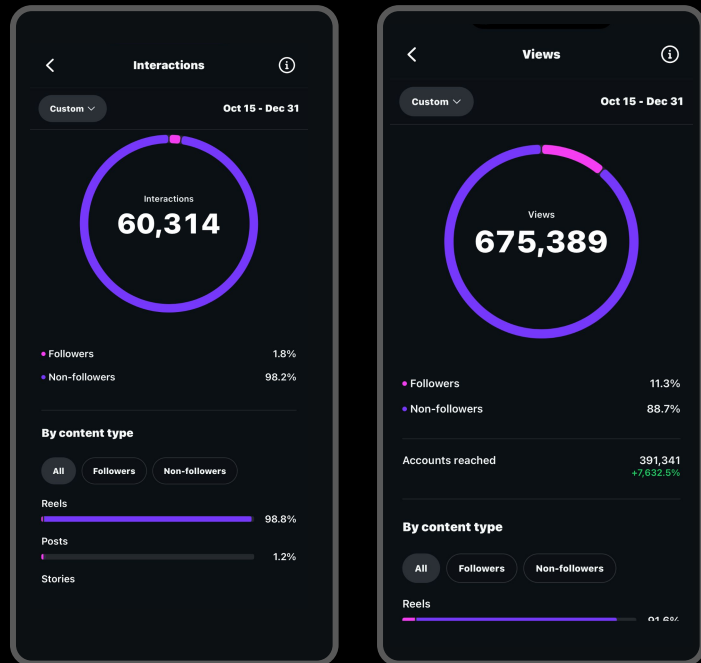 Interactions
Custom
Oct 15 - Dec 31
Interactions
60,314
Followers 1.8%
Non-followers 98.2%
By content type
All Followers Non-followers
Reels
98.8%
Posts
1.2%
Stories
Views
Custom
Oct 15 - Dec 31
Views
675,389
Followers 11.3%
Non-followers 88.7%
Accounts reached 391,341
+7,632.5%
By content type
All Followers Non-followers
Reels
91.6%